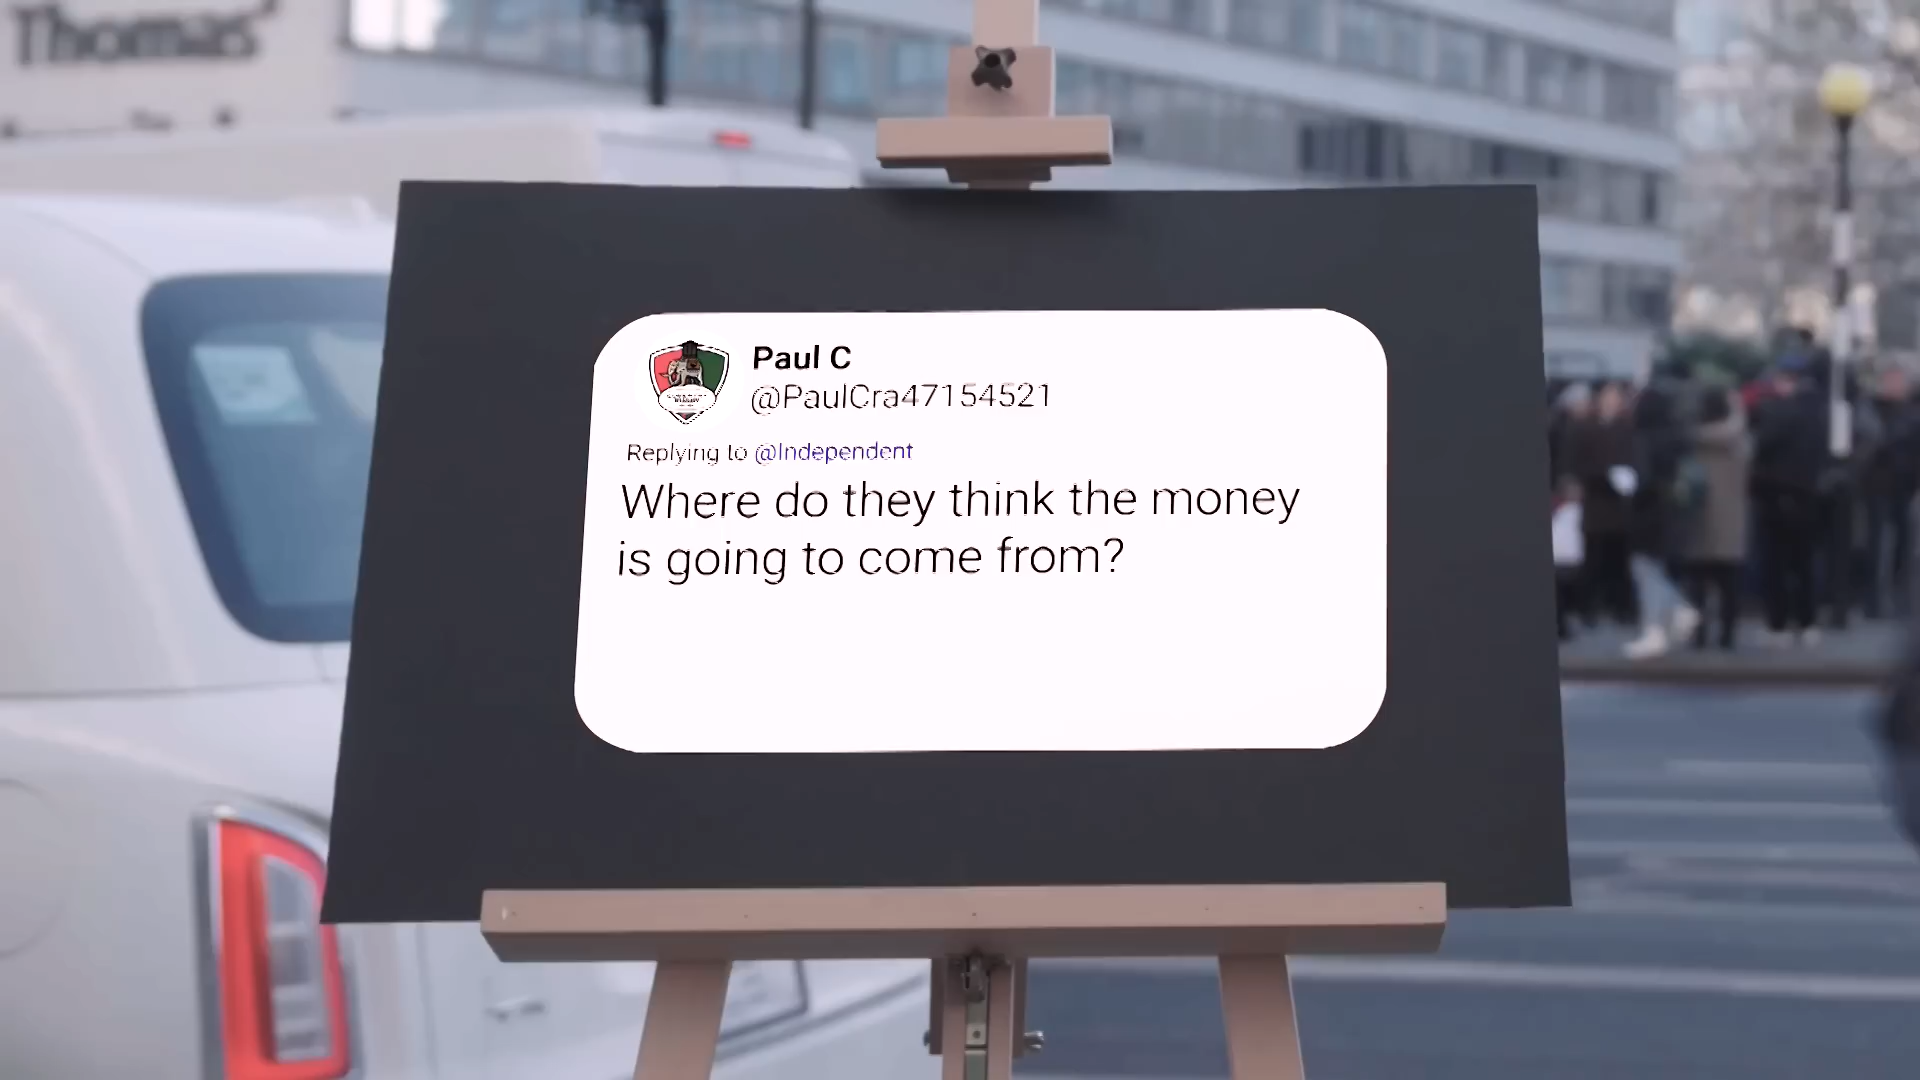 Thomas'
Paul C
@PaulCra47154521
Replying to @Independent
Where do they think the money
is going to come from?